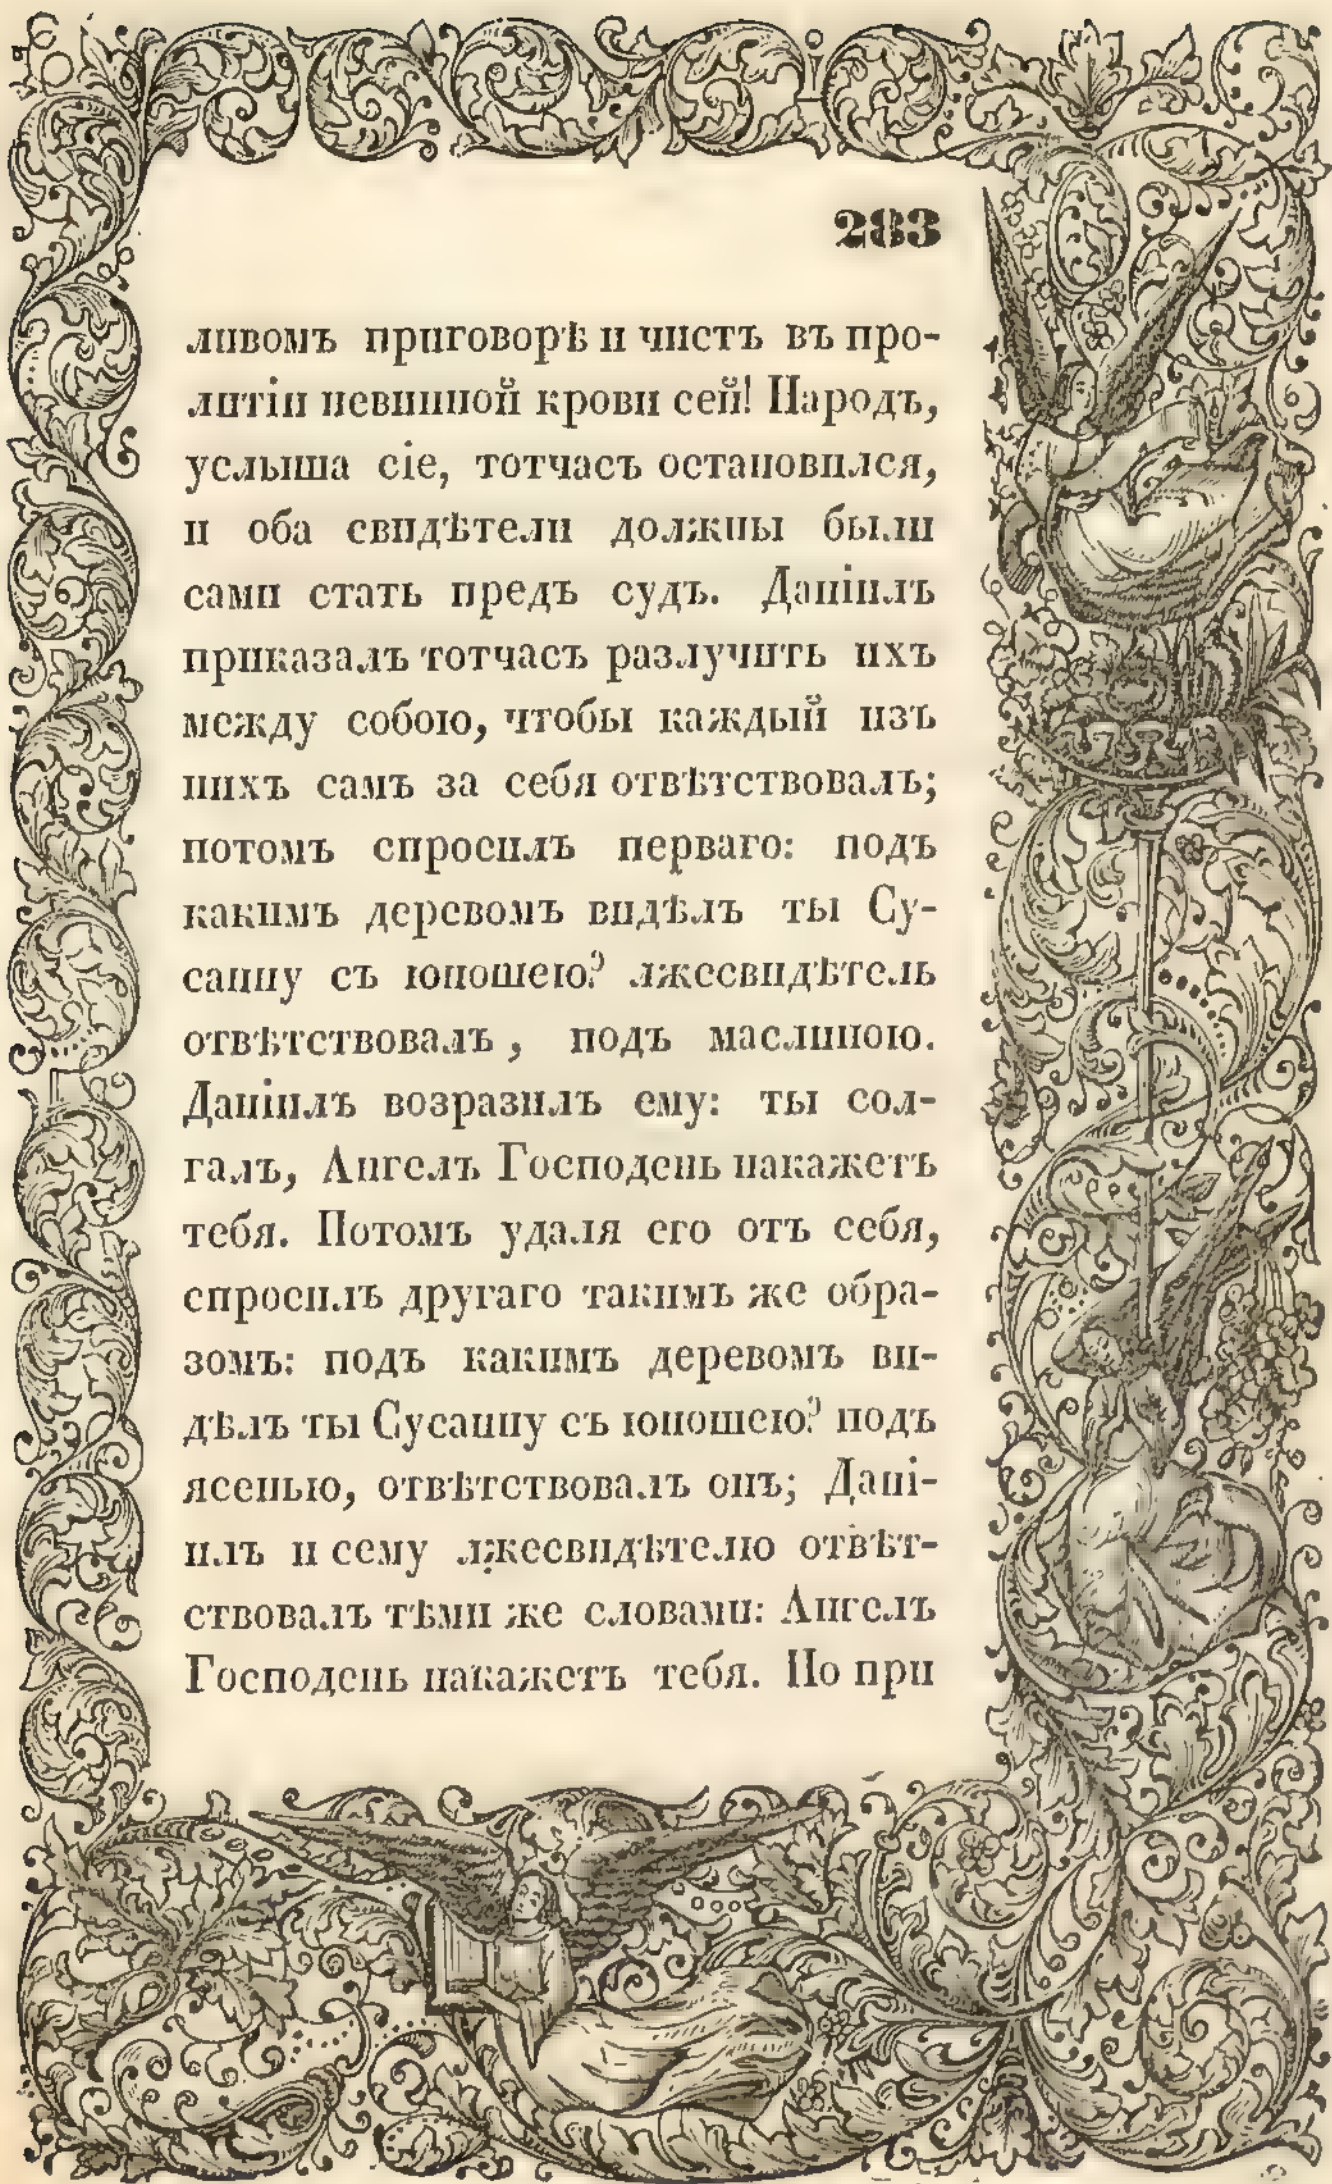 283
ливомъ приговорѣ и чистъ въ про-
литіи невинной крови сей! Народъ,
услыша сіе, тотчасъ остановился,
и оба свидѣтели должны были
сами стать предъ судъ. Даніилъ
приказалъ тотчасъ разлучить ихъ
между собою, чтобы каждый изъ
нихъ самъ за себя отвѣтствовалъ;
потомъ спросилъ перваго: подъ
какимъ деревомъ видѣлъ ты Су-
санну съ юношею? лжесвидѣтель
отвѣтствовалъ, подъ маслиною.
Даніилъ возразилъ ему: ты сол-
галъ, Ангелъ Господень накажетъ
тебя. Потомъ удаля его отъ себя,
спросилъ другаго такимъ же обра-
зомъ: подъ какимъ деревомъ ви-
дѣлъ ты Сусанну съ юношею? подъ
ясенью, отвѣтствовалъ онъ; Дані-
илъ и сему лжесвидѣтелю отвѣт-
ствовалъ тѣми же словами: Ангелъ
Господень накажетъ тебя. Но при